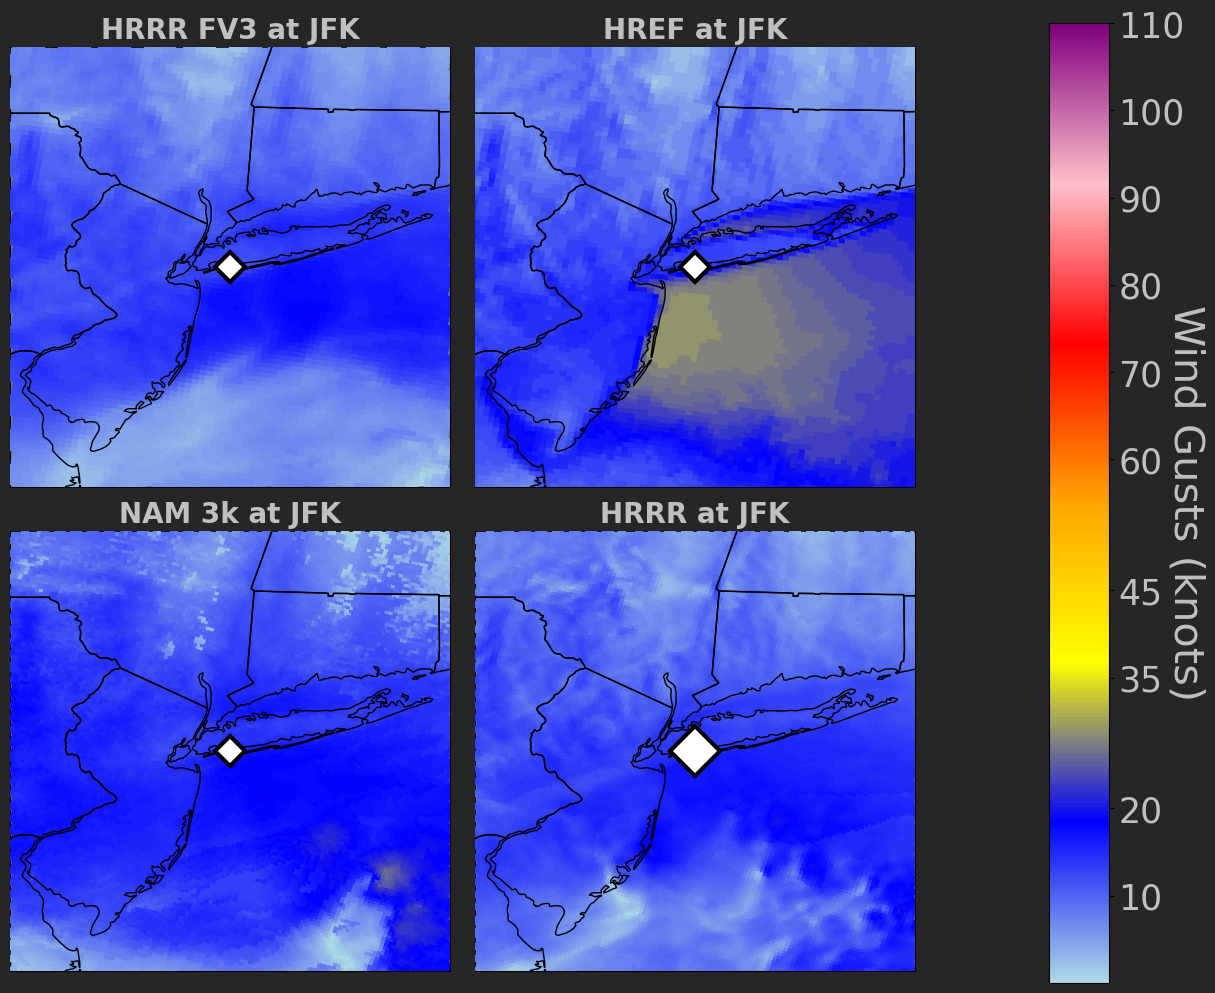 HRRR FV3 at JFK
HREF at JFK
NAM 3k at JFK
HRRR at JFK
110
100
90
80
70
60
45
35
20
10
Wind Gusts (knots)